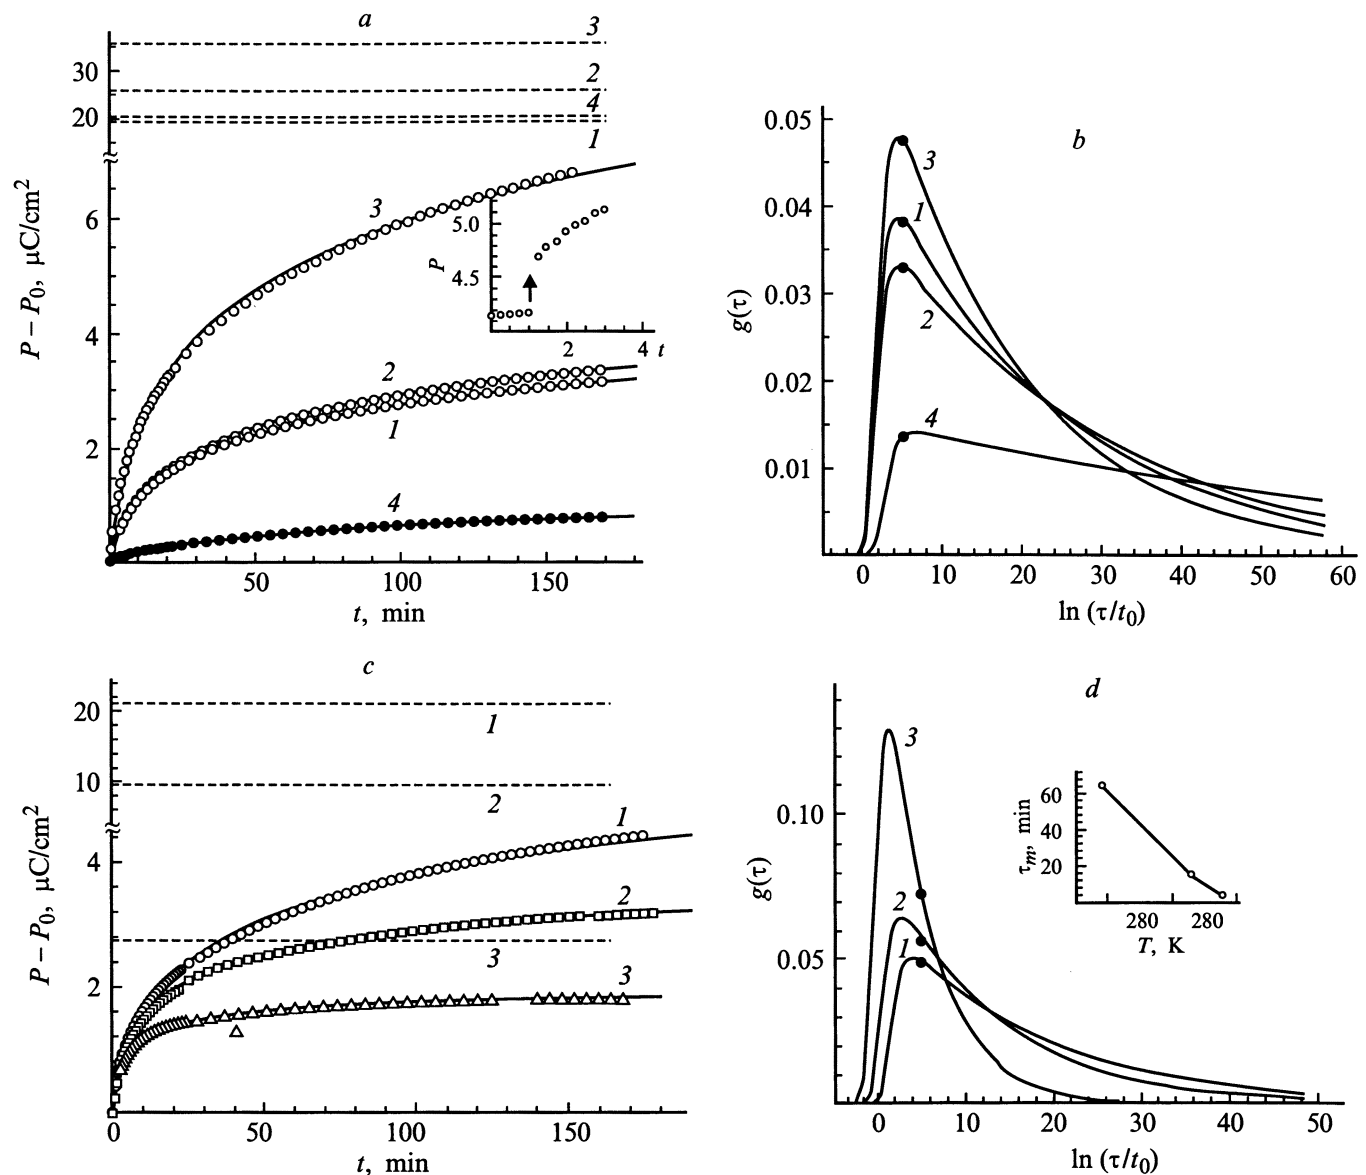 a
3
30
2
4
20
1
P – P₀, μC/cm²
6
3
5.0
P
4.5
2 4 t
4
2
1
2
4
50 100 150
t, min
b
0.05
3
0.04
1
0.03
2
g(τ)
0.02
4
0.01
0 10 20 30 40 50 60
ln (τ/t₀)
c
20
1
10
2
P – P₀, μC/cm²
1
4
2
3
2
3
0 50 100 150
t, min
d
3
0.10
60
40
20
τₘ, min
280 280
T, K
g(τ)
2
1
0.05
0 10 20 30 40 50
ln (τ/t₀)